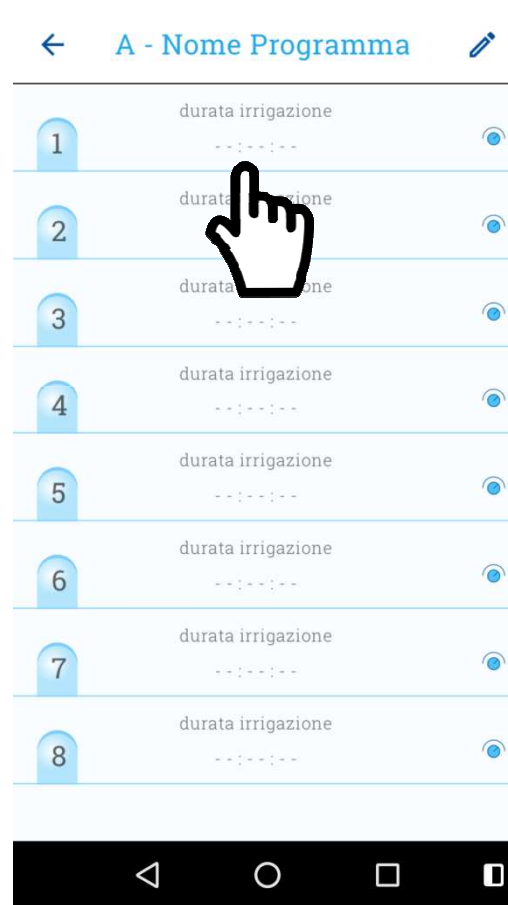 A - Nome Programma
durata irrigazione
1
--:--:--
durata
2
durata
3
--:--:--
durata irrigazione
4
--:--:--
durata irrigazione
5
--:--:--
durata irrigazione
6
--:--:--
durata irrigazione
7
--:--:--
durata irrigazione
8
--:--:--